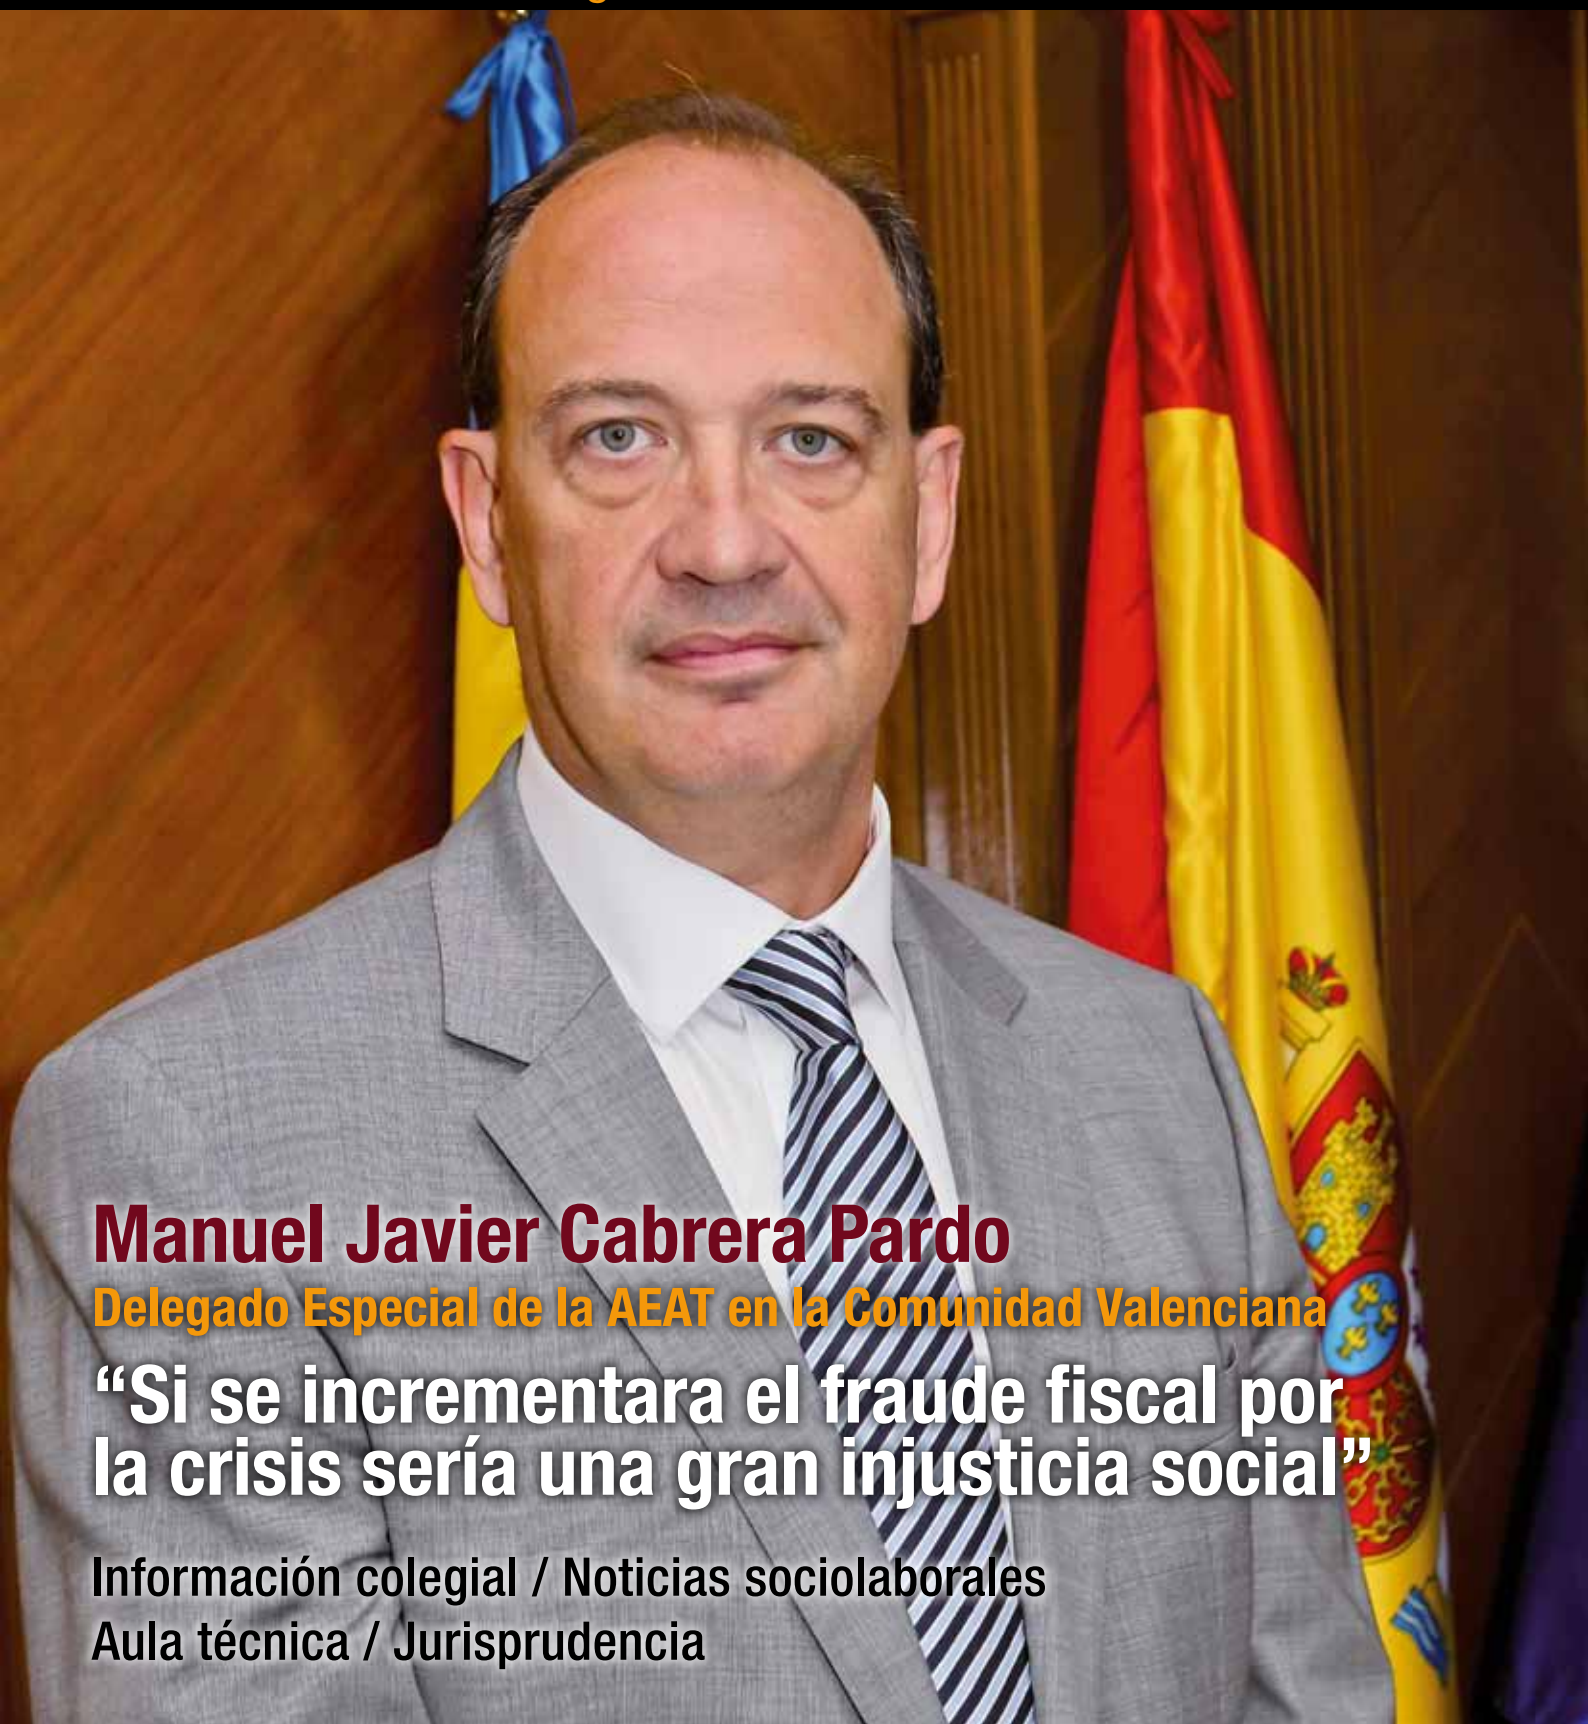 Manuel Javier Cabrera Pardo
Delegado Especial de la AEAT en la Comunidad Valenciana
“Si se incrementara el fraude fiscal por
la crisis sería una gran injusticia social”
Información colegial / Noticias sociolaborales
Aula técnica / Jurisprudencia